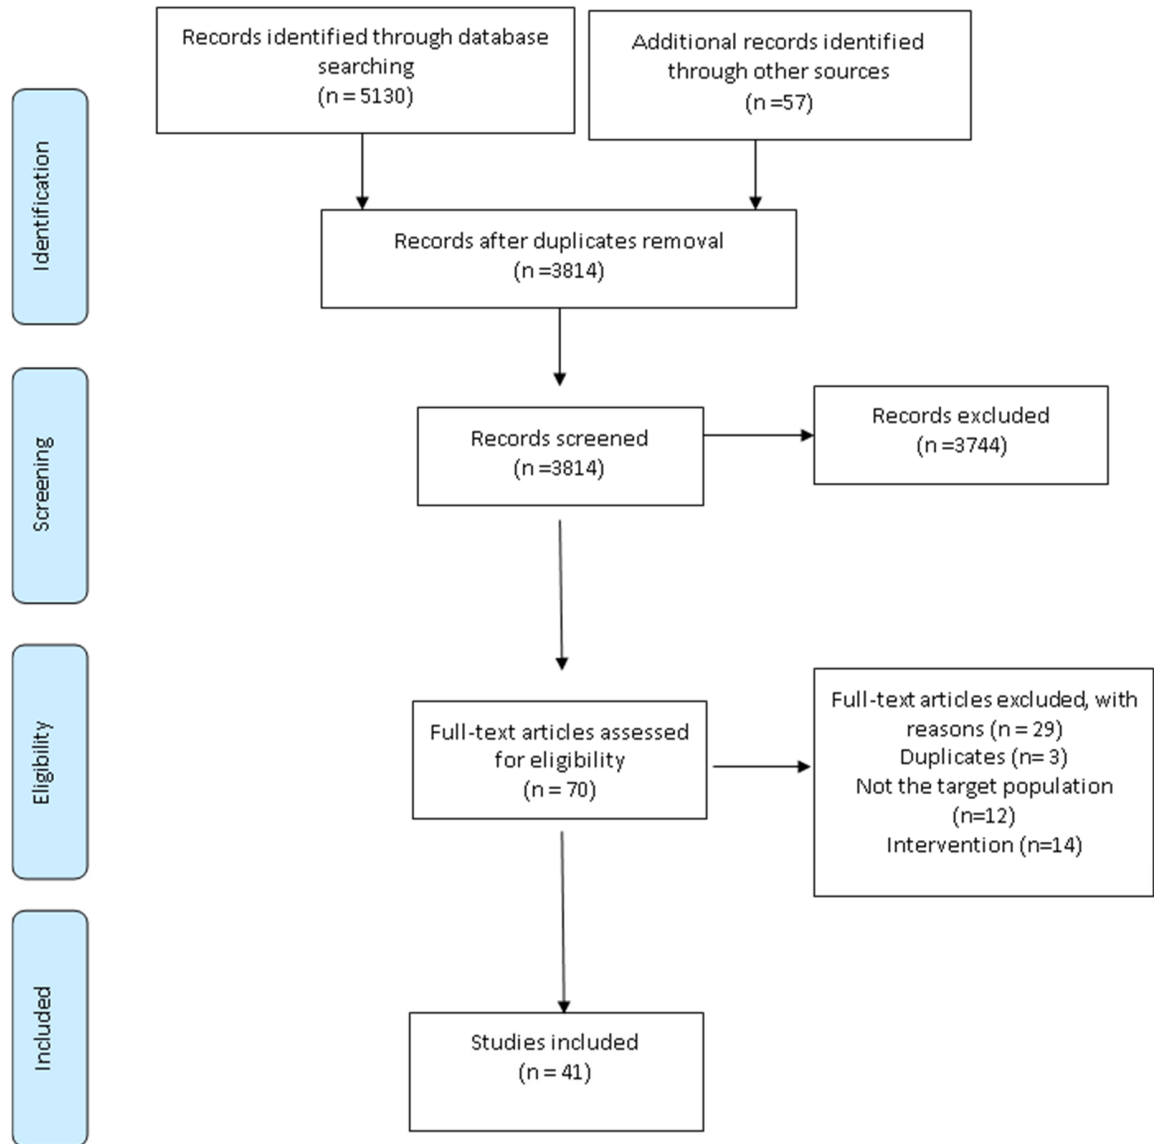 Records identified through database
searching
(n = 5130)
Additional records identified
through other sources
(n =57)
Identification
Records after duplicates removal
(n =3814)
Screening
Records screened
(n =3814)
Records excluded
(n =3744)
Eligibility
Full-text articles assessed
for eligibility
(n = 70)
Full-text articles excluded, with
reasons (n = 29)
Duplicates (n= 3)
Not the target population
(n=12)
Intervention (n=14)
Included
Studies included
(n = 41)